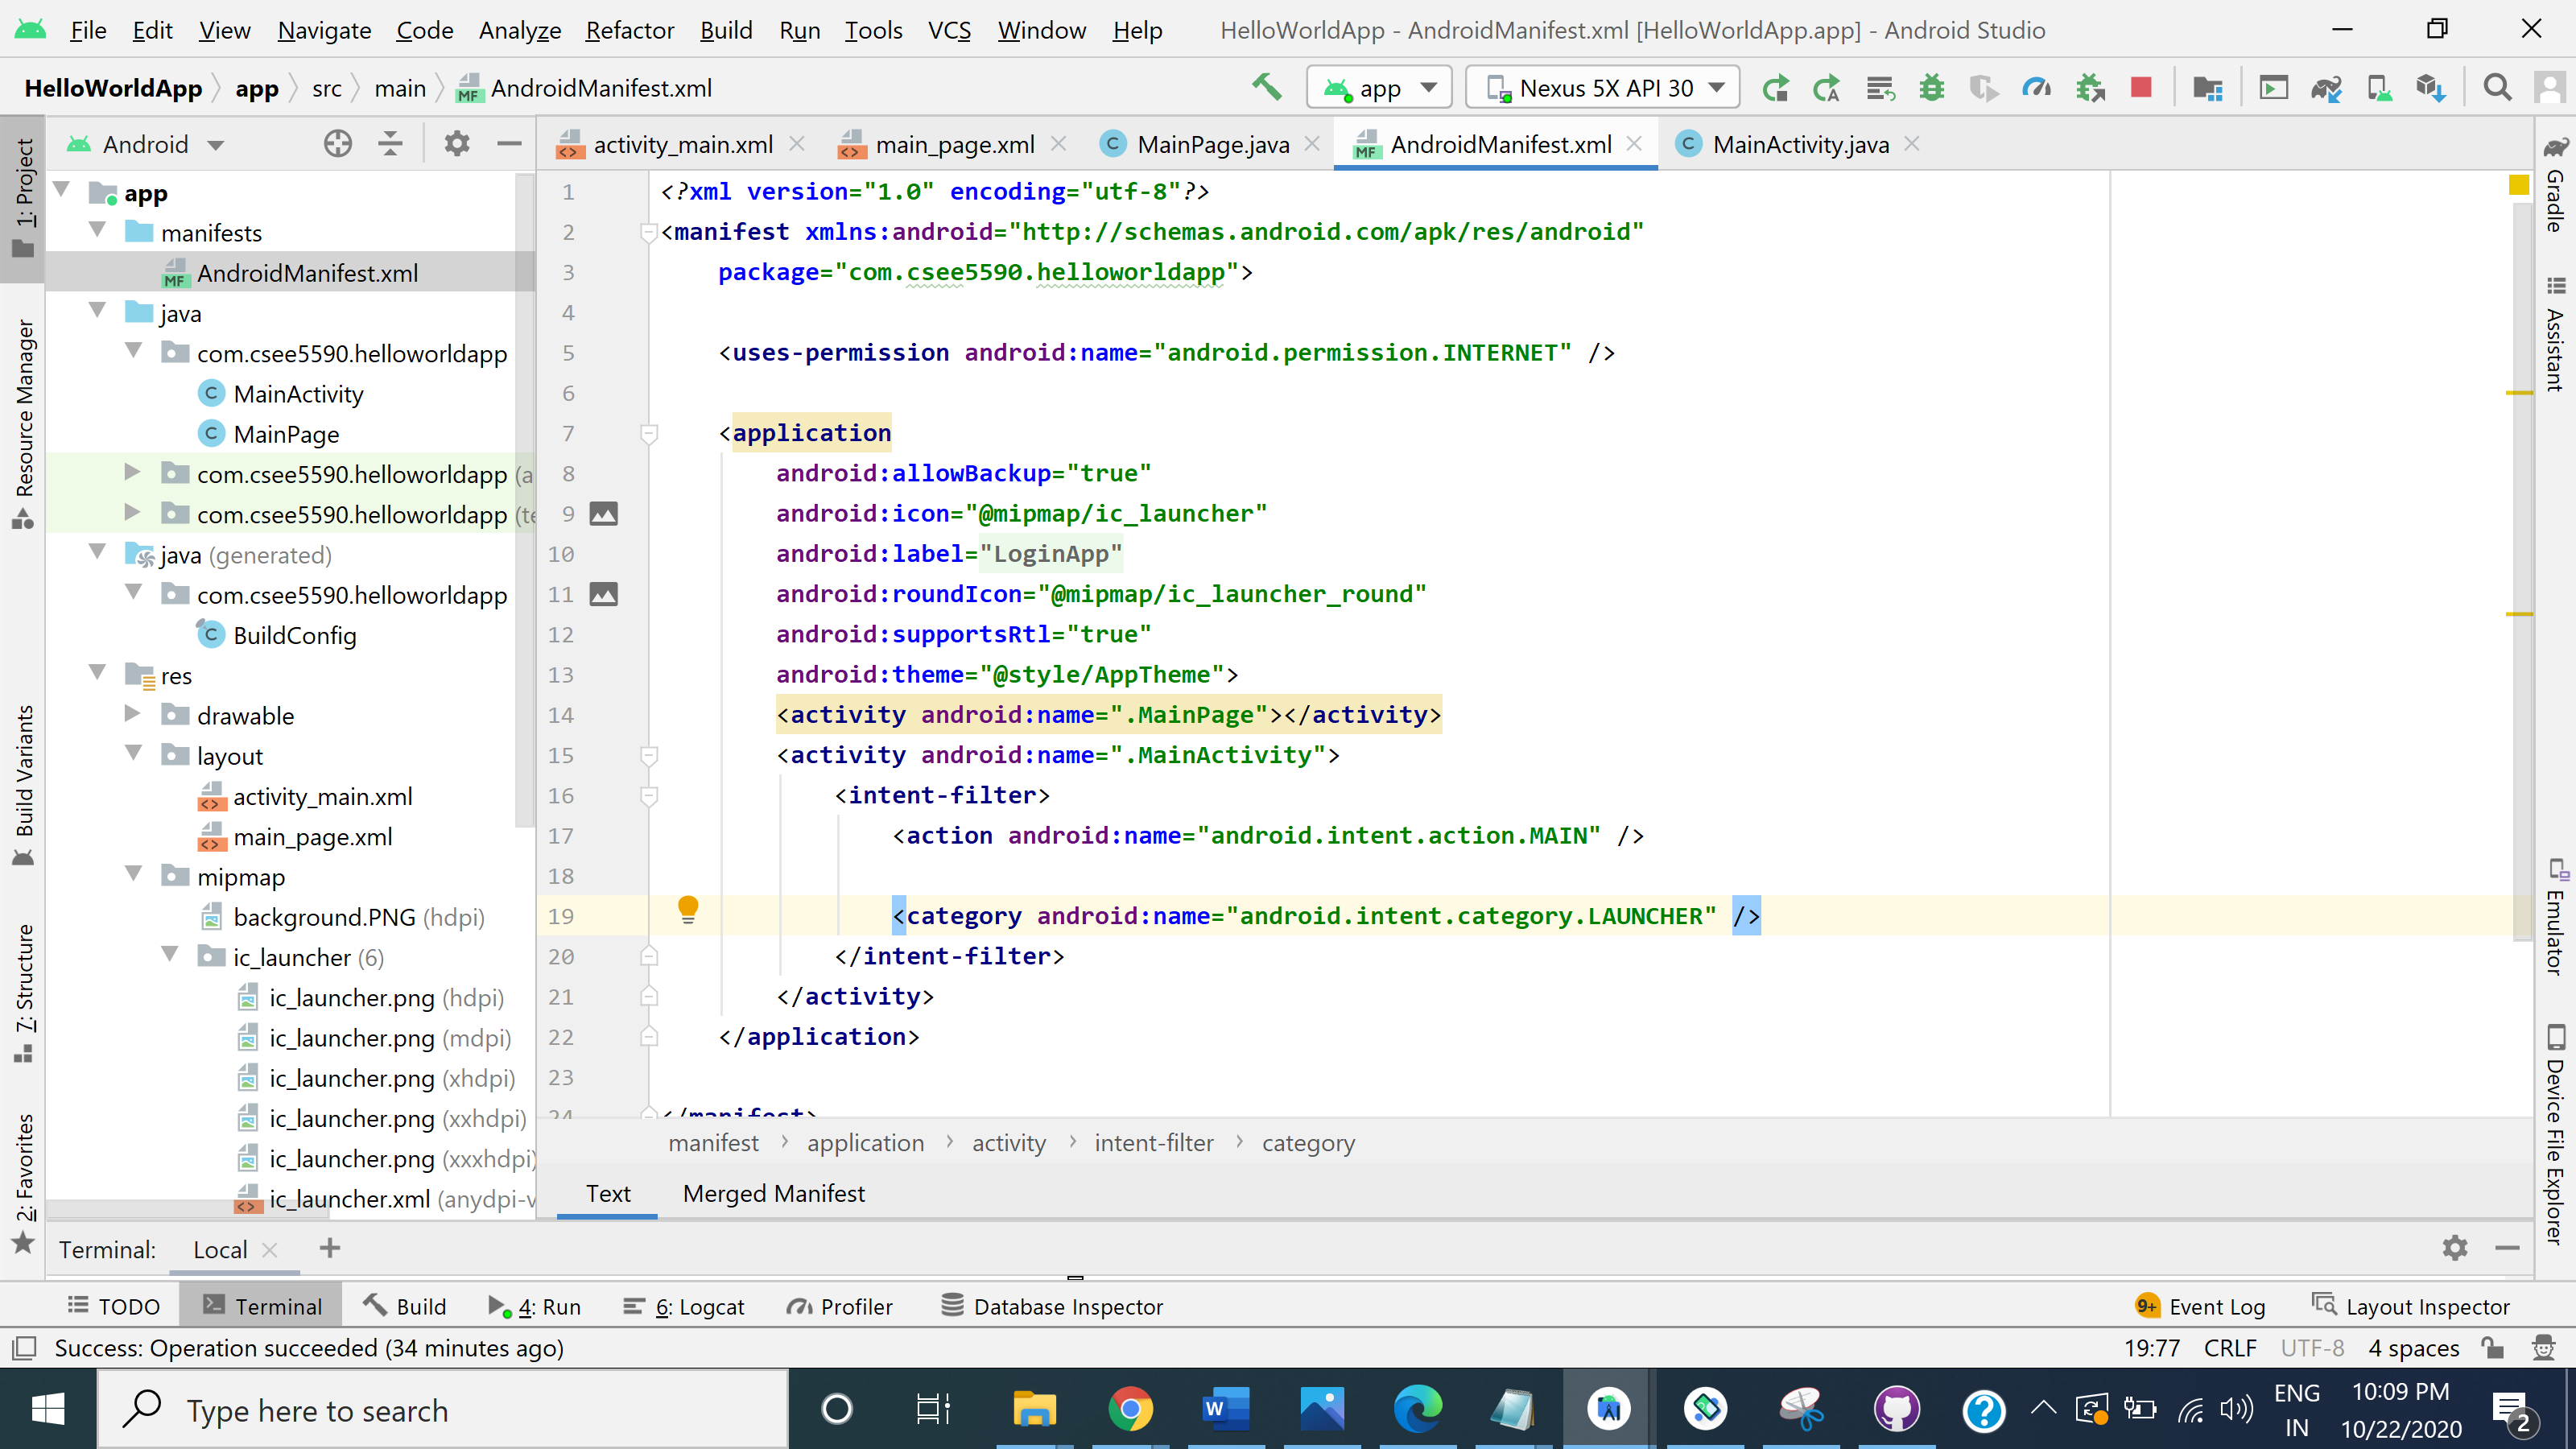 File Edit View Navigate Code Analyze Refactor Build Run Tools VCS Window Help HelloWorldApp - AndroidManifest.xml [HelloWorldApp.app] - Android Studio
HelloWorldApp app src main AndroidManifest.xml app Nexus 5X API 30
Android
activity_main.xml main_page.xml MainPage.java AndroidManifest.xml MainActivity.java
1: Project
Resource Manager
Build Variants
7: Structure
2: Favorites
app
manifests
AndroidManifest.xml
java
com.csee5590.helloworldapp
MainActivity
MainPage
com.csee5590.helloworldapp (a
com.csee5590.helloworldapp (te
java (generated)
com.csee5590.helloworldapp
BuildConfig
res
drawable
layout
activity_main.xml
main_page.xml
mipmap
background.PNG (hdpi)
ic_launcher (6)
ic_launcher.png (hdpi)
ic_launcher.png (mdpi)
ic_launcher.png (xhdpi)
ic_launcher.png (xxhdpi)
ic_launcher.png (xxxhdpi)
ic_launcher.xml (anydpi-v
1 <?xml version="1.0" encoding="utf-8"?>
2 <manifest xmlns:android="http://schemas.android.com/apk/res/android"
3 package="com.csee5590.helloworldapp">
4
5 <uses-permission android:name="android.permission.INTERNET" />
6
7 <application
8 android:allowBackup="true"
9 android:icon="@mipmap/ic_launcher"
10 android:label="LoginApp"
11 android:roundIcon="@mipmap/ic_launcher_round"
12 android:supportsRtl="true"
13 android:theme="@style/AppTheme">
14 <activity android:name=".MainPage"></activity>
15 <activity android:name=".MainActivity">
16 <intent-filter>
17 <action android:name="android.intent.action.MAIN" />
18
19 <category android:name="android.intent.category.LAUNCHER" />
20 </intent-filter>
21 </activity>
22 </application>
23
24 </manifest>
manifest › application › activity › intent-filter › category
Text Merged Manifest
Gradle
Assistant
Emulator
Device File Explorer
Terminal: Local
TODO Terminal Build 4: Run 6: Logcat Profiler Database Inspector 9+ Event Log Layout Inspector
Success: Operation succeeded (34 minutes ago) 19:77 CRLF UTF-8 4 spaces
Type here to search
ENG
IN
10:09 PM
10/22/2020
2